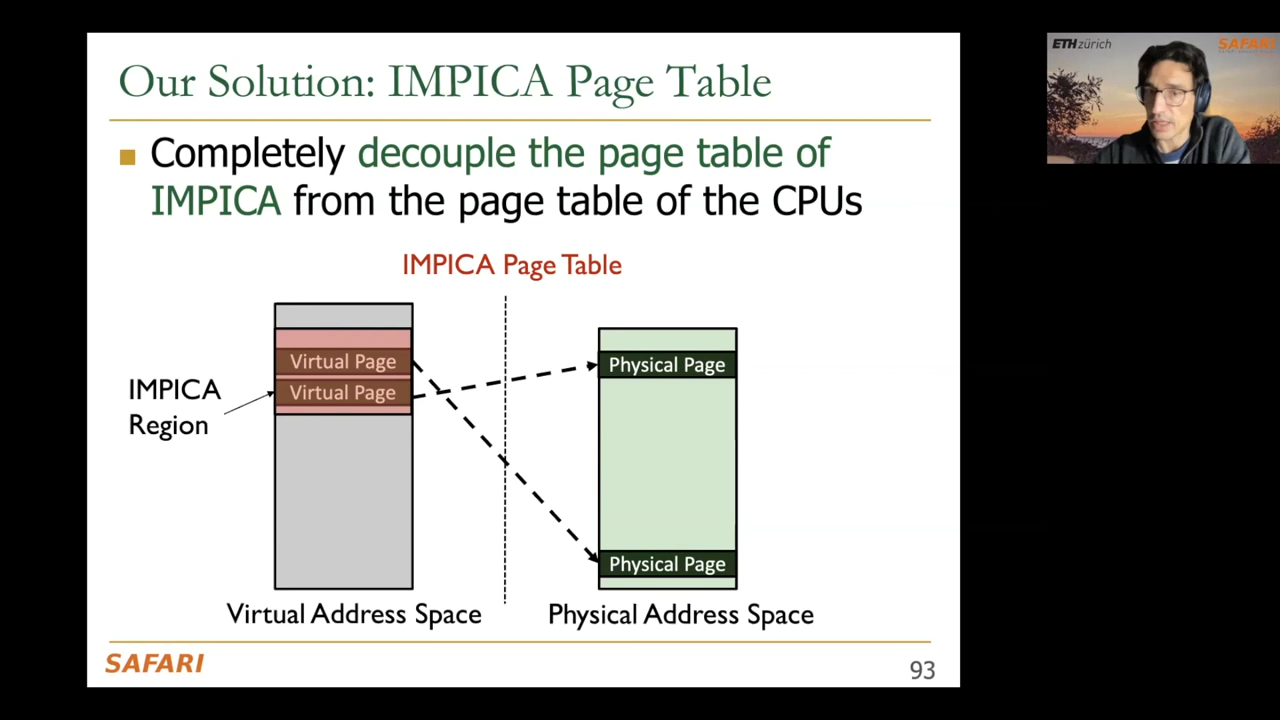 Our Solution: IMPICA Page Table
Completely decouple the page table of
IMPICA from the page table of the CPUs
IMPICA Page Table
Virtual Page
Virtual Page
IMPICA
Region
Physical Page
Physical Page
Virtual Address Space
Physical Address Space
SAFARI
93
ETH zürich
SAFARI